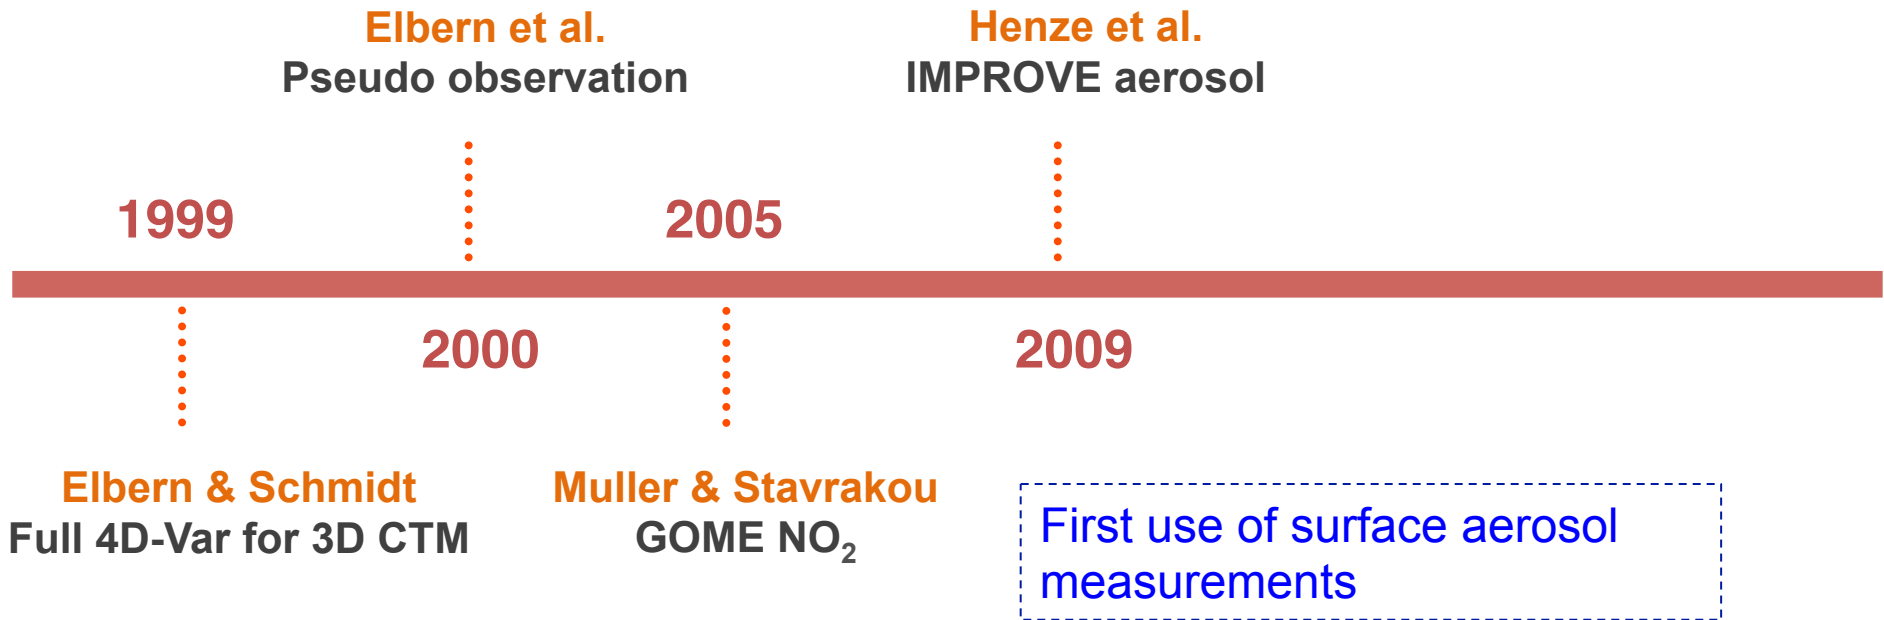 Elbern et al.
Pseudo observation
Henze et al.
IMPROVE aerosol
1999
2005
2000
2009
Elbern & Schmidt
Full 4D-Var for 3D CTM
Muller & Stavrakou
GOME NO₂
First use of surface aerosol
measurements